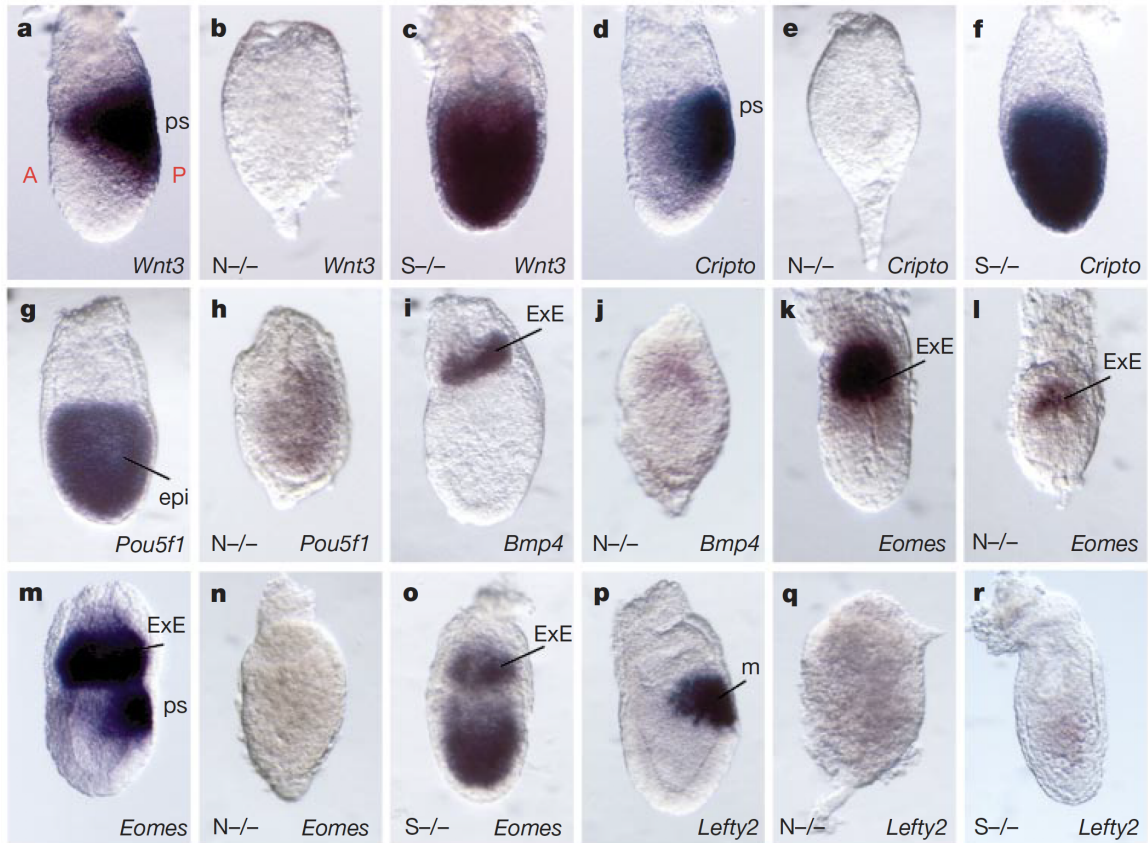 a b c d e f
ps ps
A P
Wnt3 N–/– Wnt3 S–/– Wnt3 Cripto N–/– Cripto S–/– Cripto
g h i j k l
ExE ExE ExE
epi
Pou5f1 N–/– Pou5f1 Bmp4 N–/– Bmp4 Eomes N–/– Eomes
m n o p q r
ExE ExE m
ps
Eomes N–/– Eomes S–/– Eomes Lefty2 N–/– Lefty2 S–/– Lefty2